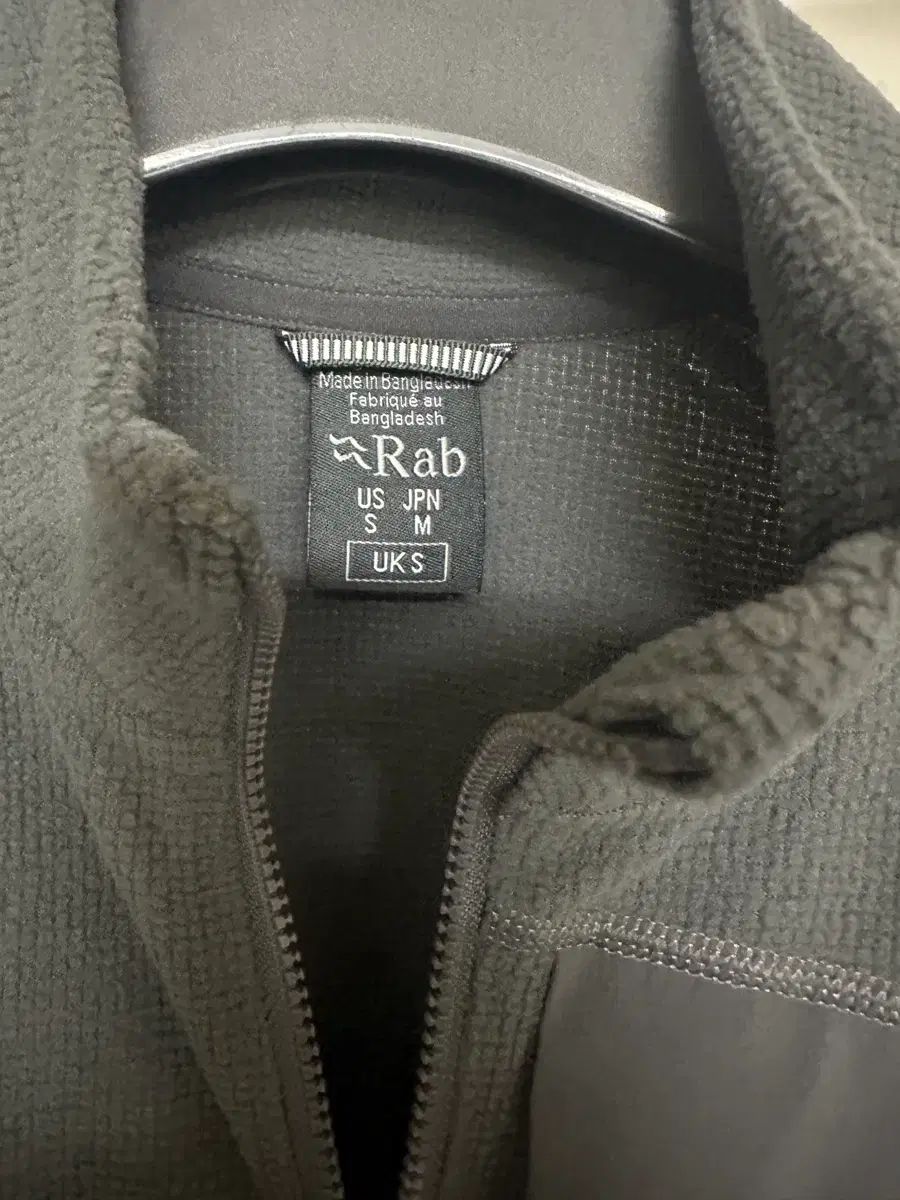 Made in Bangladesh
Fabriqué au
Bangladesh
Rab
US JPN
S M
UK S